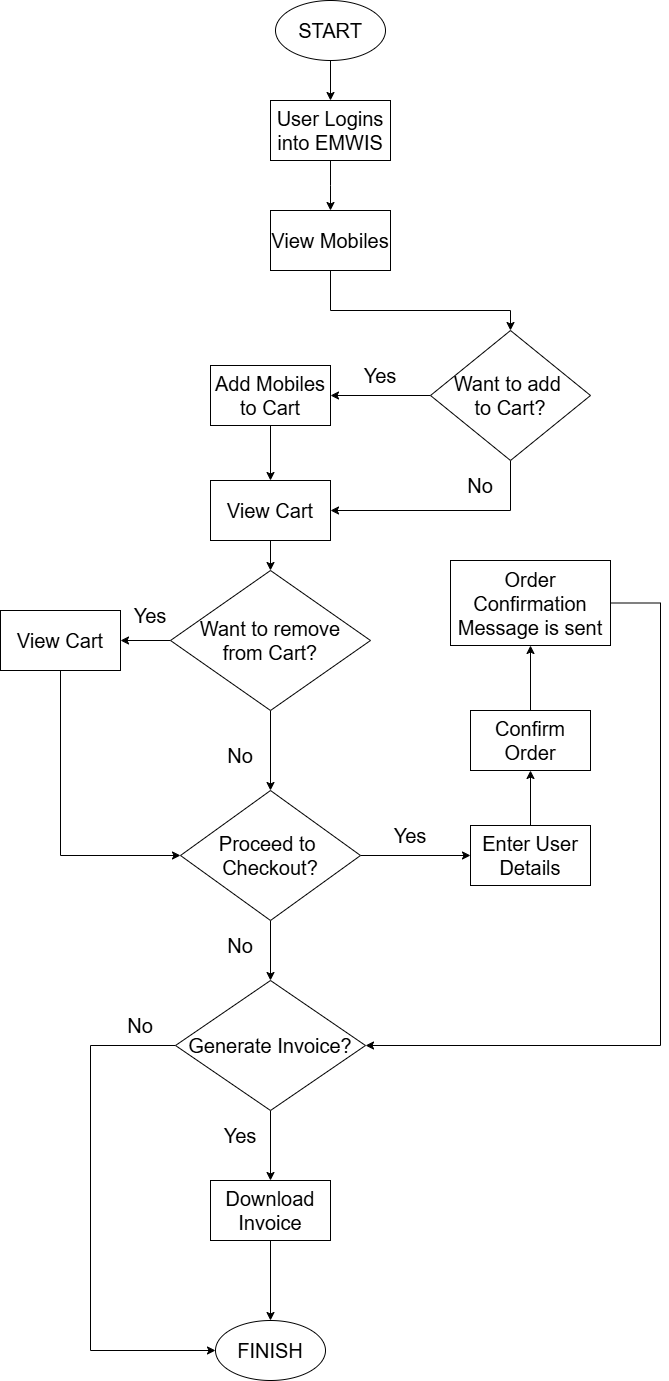 START
User Logins
into EMWIS
View Mobiles
Want to add
to Cart?
Yes
Add Mobiles
to Cart
No
View Cart
Want to remove
from Cart?
Yes
View Cart
No
Proceed to
Checkout?
Yes
Enter User
Details
Confirm
Order
Order
Confirmation
Message is sent
No
Generate Invoice?
No
Yes
Download
Invoice
FINISH